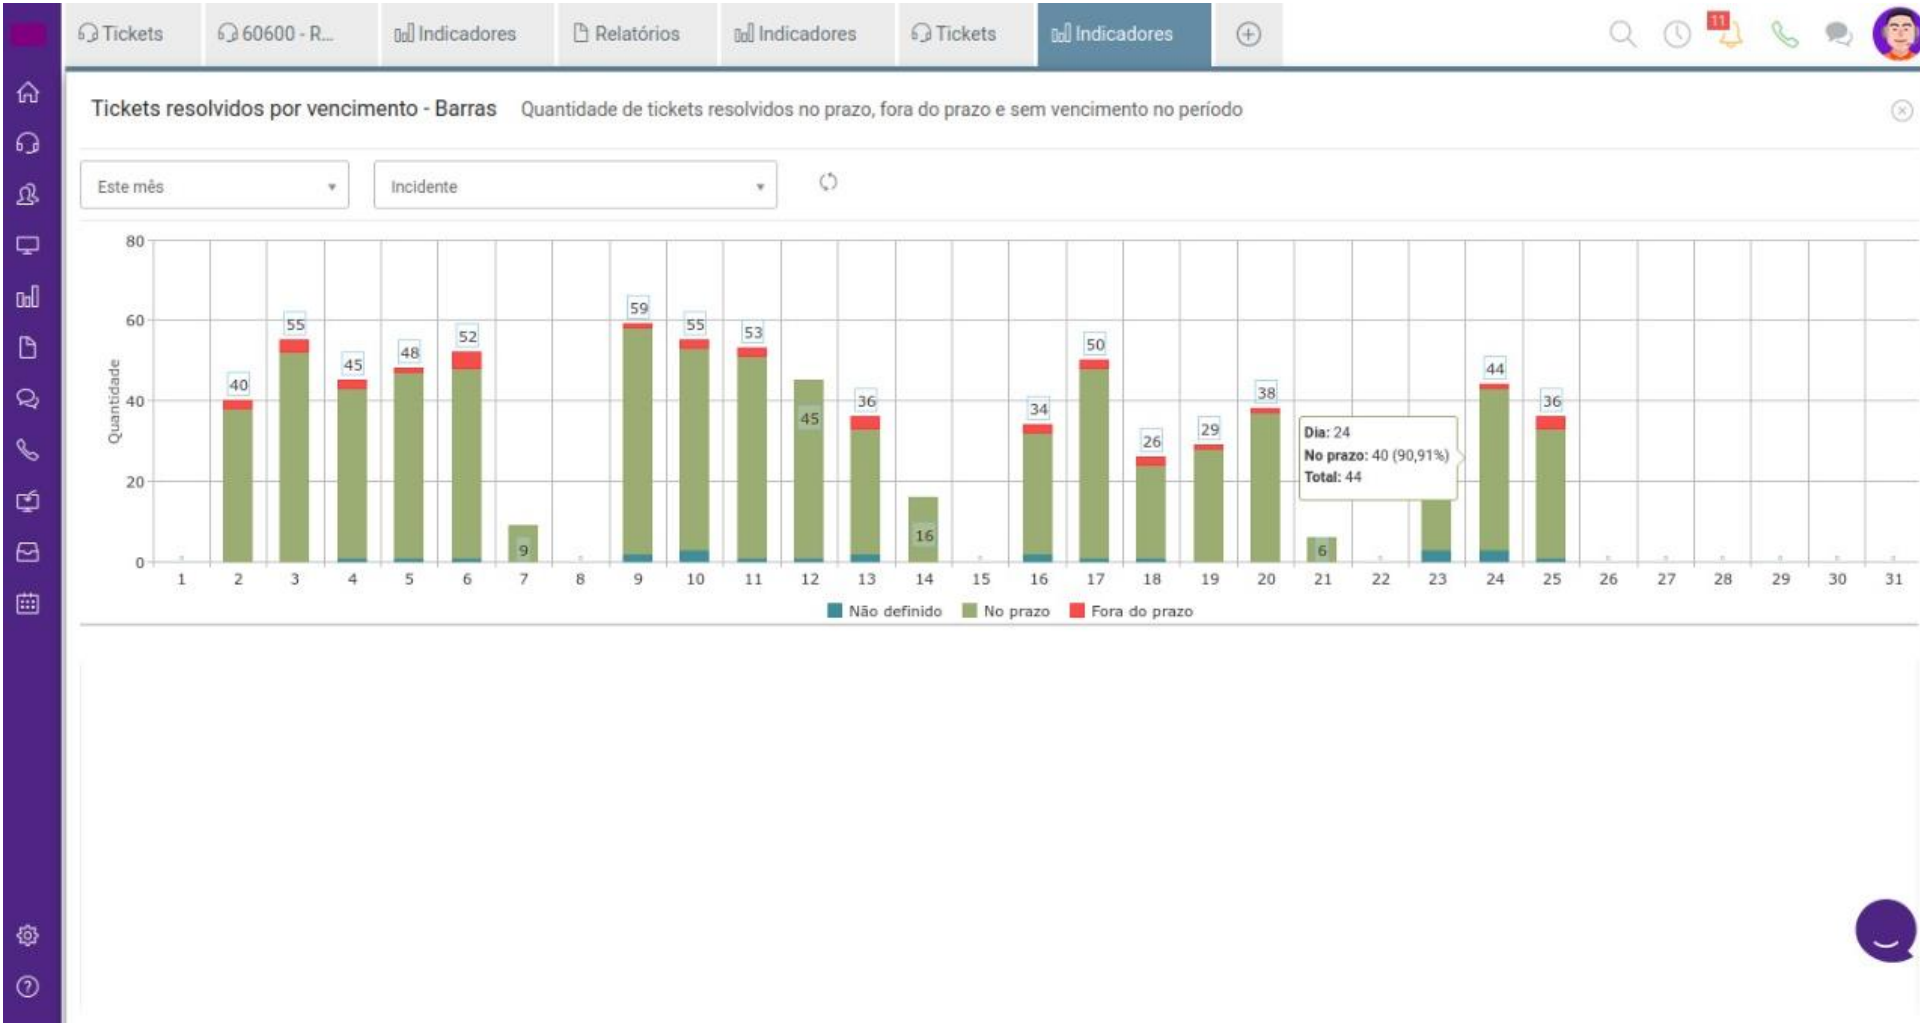 Tickets
60600 - R...
Indicadores
Relatórios
Indicadores
Tickets
Indicadores
11
Tickets resolvidos por vencimento - Barras Quantidade de tickets resolvidos no prazo, fora do prazo e sem vencimento no período
Este mês
Incidente
Quantidade
80
60
40
20
0
40
55
45
48
52
9
59
55
53
45
36
16
34
50
26
29
38
6
44
36
Dia: 24
No prazo: 40 (90,91%)
Total: 44
1 2 3 4 5 6 7 8 9 10 11 12 13 14 15 16 17 18 19 20 21 22 23 24 25 26 27 28 29 30 31
Não definido No prazo Fora do prazo